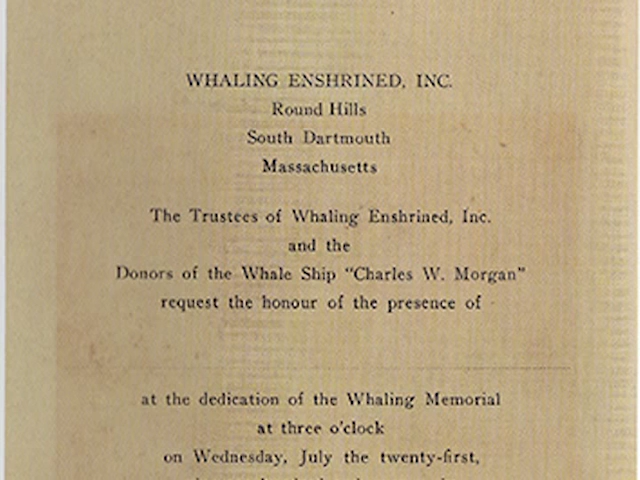 WHALING ENSHRINED, INC.
Round Hills
South Dartmouth
Massachusetts
The Trustees of Whaling Enshrined, Inc.
and the
Donors of the Whale Ship "Charles W. Morgan"
request the honour of the presence of
at the dedication of the Whaling Memorial
at three o'clock
on Wednesday, July the twenty-first,